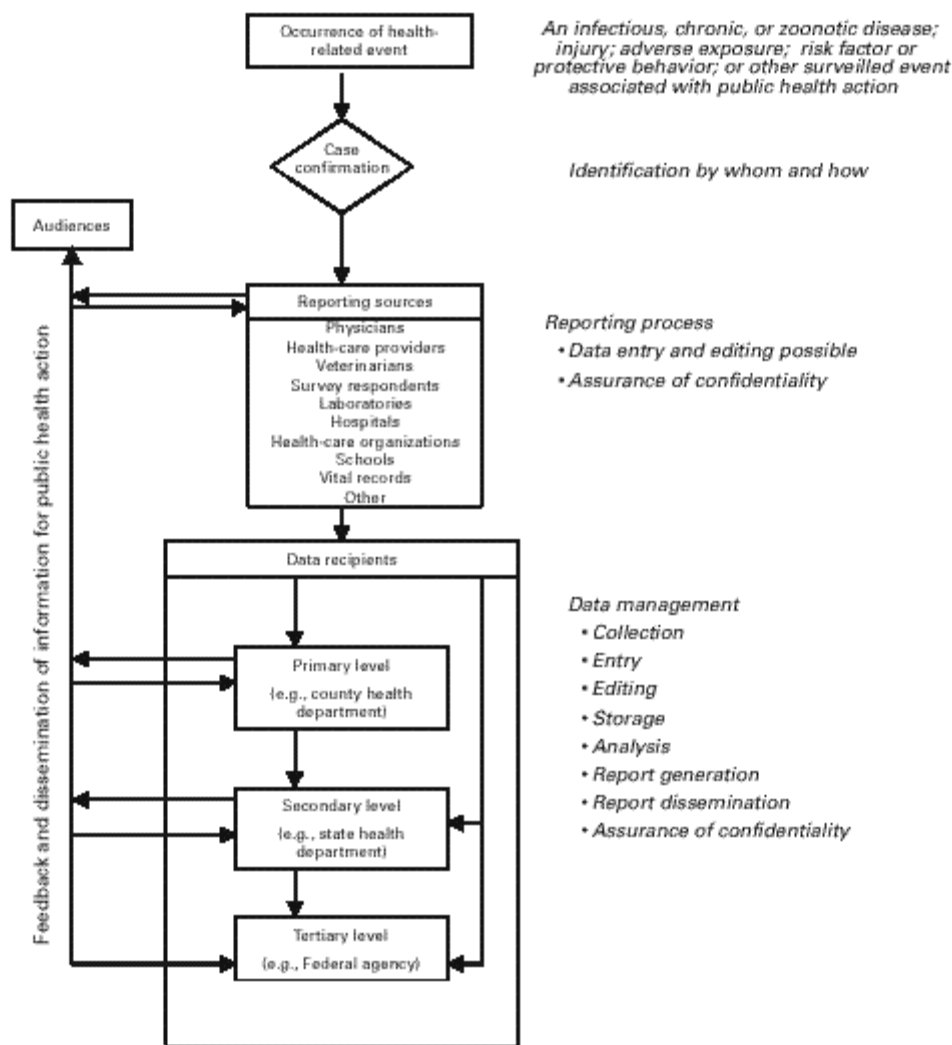 Occurrence of health-
related event
An infectious, chronic, or zoonotic disease;
injury; adverse exposure; risk factor or
protective behavior; or other surveilled event
associated with public health action
Case
confirmation
Identification by whom and how
Audiences
Reporting sources
Physicians
Health-care providers
Veterinarians
Survey respondents
Laboratories
Hospitals
Health-care organizations
Schools
Vital records
Other
Reporting process
• Data entry and editing possible
• Assurance of confidentiality
Feedback and dissemination of information for public health action
Data recipients
Primary level
(e.g., county health
department)
Secondary level
(e.g., state health
department)
Tertiary level
(e.g., Federal agency)
Data management
• Collection
• Entry
• Editing
• Storage
• Analysis
• Report generation
• Report dissemination
• Assurance of confidentiality